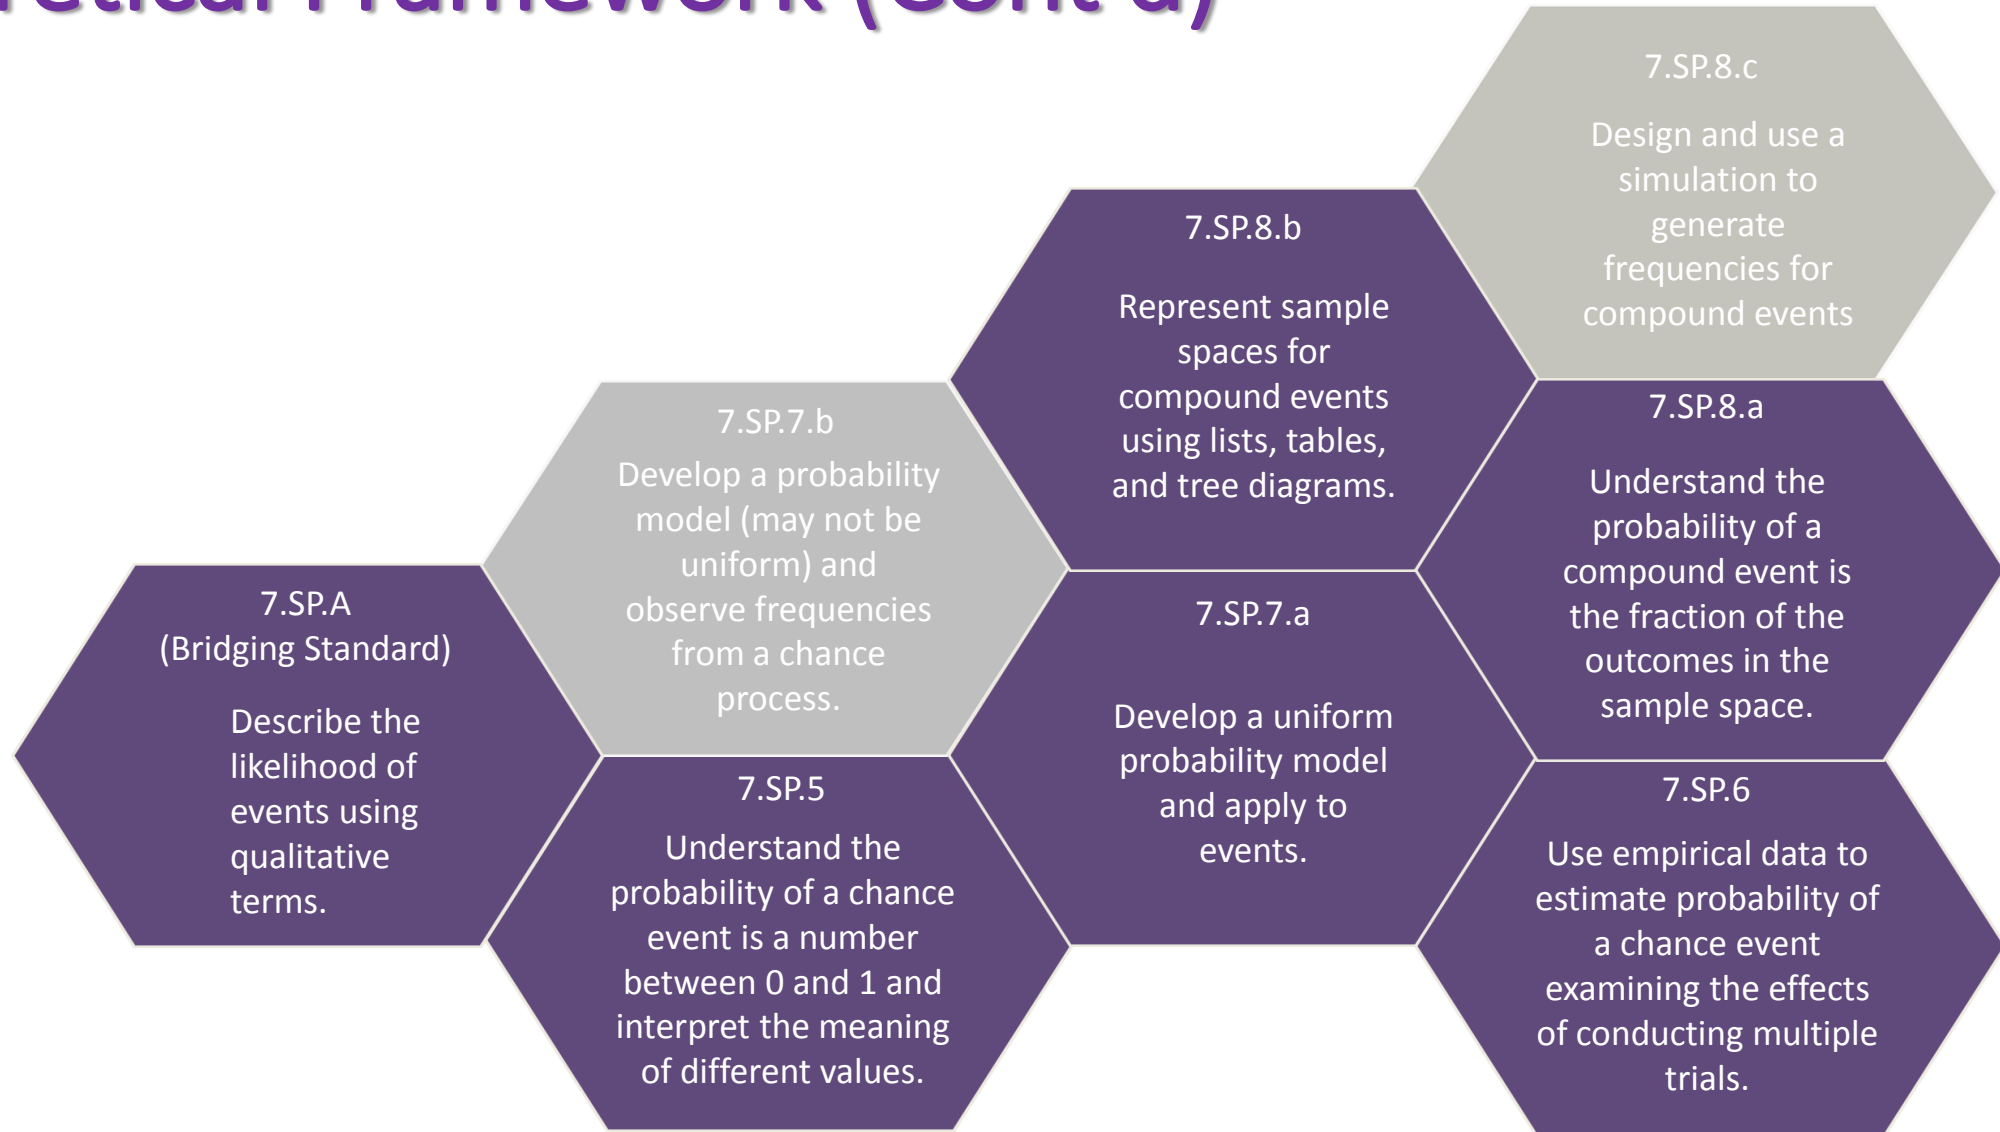 Framework (Cont'd)
7.SP.A
(Bridging Standard)
Describe the
likelihood of
events using
qualitative
terms.
7.SP.7.b
Develop a probability
model (may not be
uniform) and
observe frequencies
from a chance
process.
7.SP.5
Understand the
probability of a chance
event is a number
between 0 and 1 and
interpret the meaning
of different values.
7.SP.8.b
Represent sample
spaces for
compound events
using lists, tables,
and tree diagrams.
7.SP.7.a
Develop a uniform
probability model
and apply to
events.
7.SP.8.c
Design and use a
simulation to
generate
frequencies for
compound events
7.SP.8.a
Understand the
probability of a
compound event is
the fraction of the
outcomes in the
sample space.
7.SP.6
Use empirical data to
estimate probability of
a chance event
examining the effects
of conducting multiple
trials.